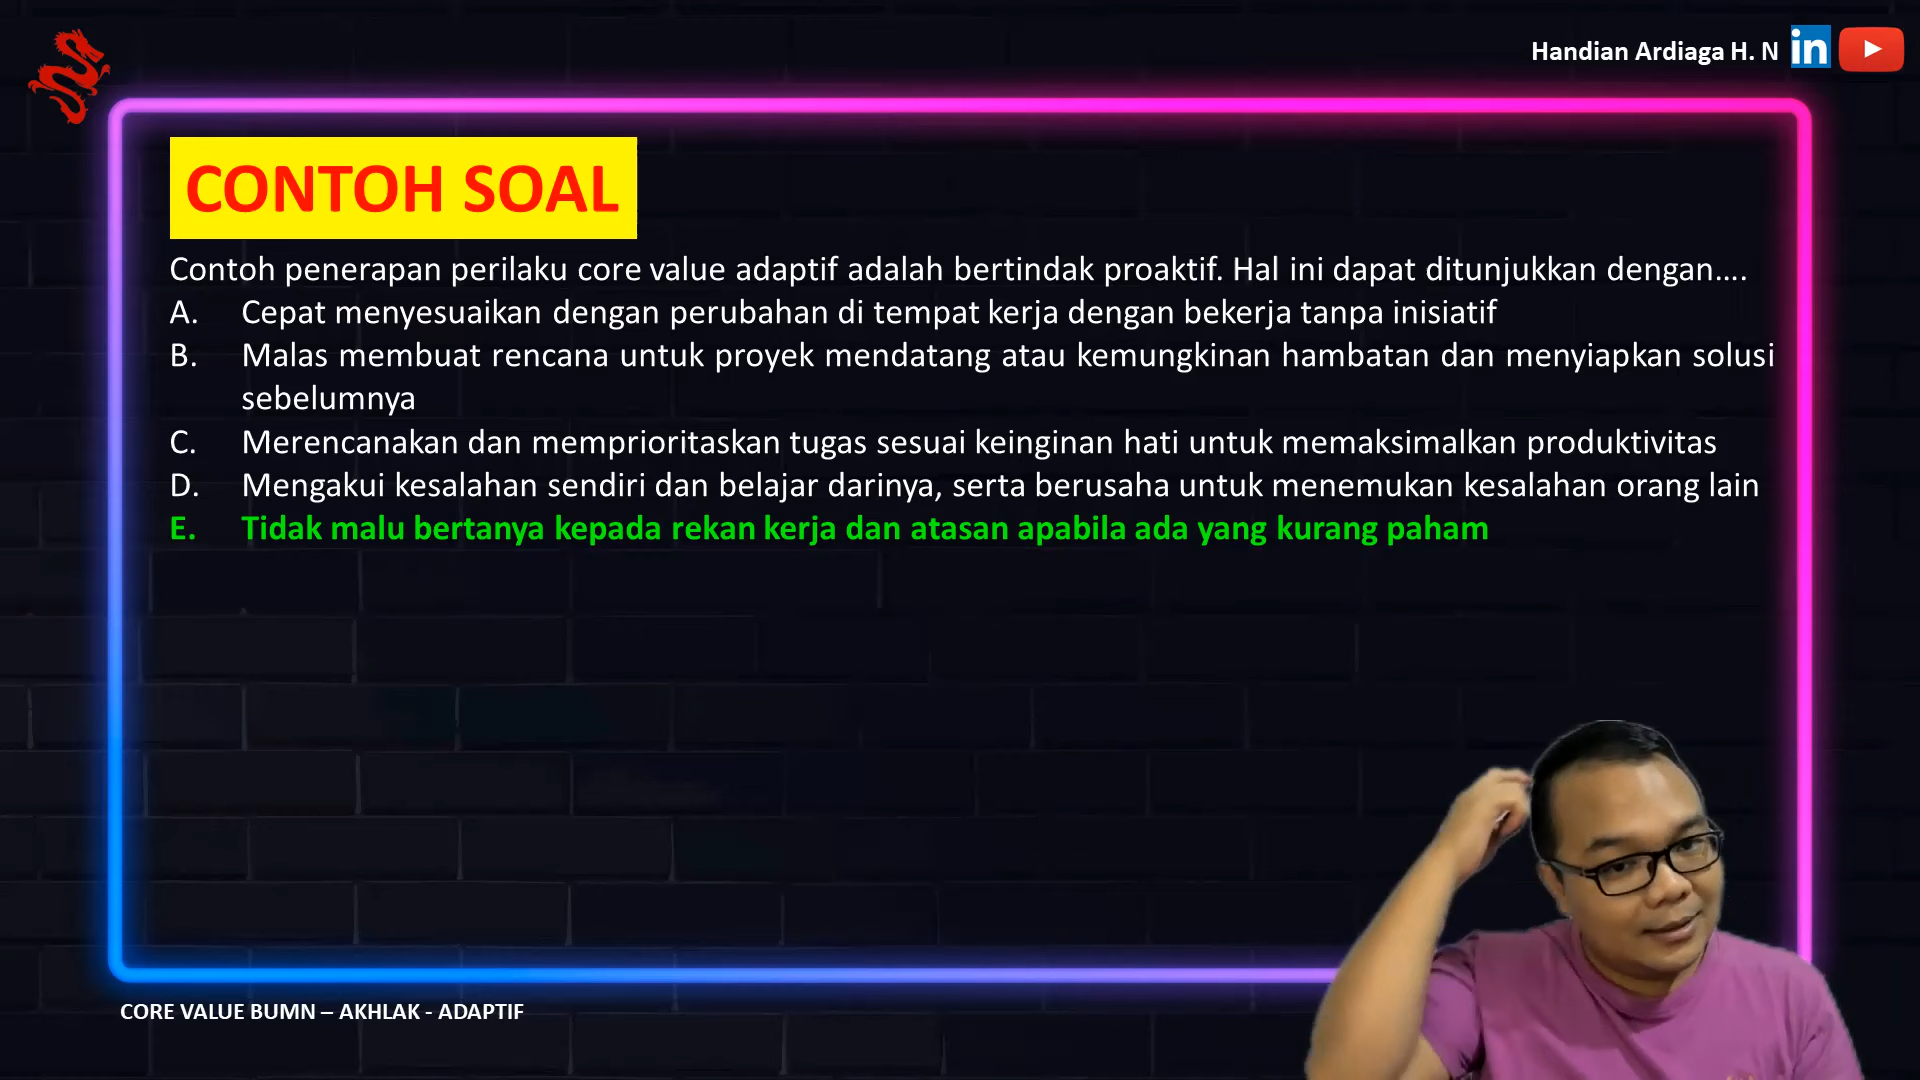 Handian Ardiaga H. N
in
CONTOH SOAL
Contoh penerapan perilaku core value adaptif adalah bertindak proaktif. Hal ini dapat ditunjukkan dengan....
A. Cepat menyesuaikan dengan perubahan di tempat kerja dengan bekerja tanpa inisiatif
B. Malas membuat rencana untuk proyek mendatang atau kemungkinan hambatan dan menyiapkan solusi
sebelumnya
C. Merencanakan dan memprioritaskan tugas sesuai keinginan hati untuk memaksimalkan produktivitas
D. Mengakui kesalahan sendiri dan belajar darinya, serta berusaha untuk menemukan kesalahan orang lain
E. Tidak malu bertanya kepada rekan kerja dan atasan apabila ada yang kurang paham
CORE VALUE BUMN – AKHLAK - ADAPTIF